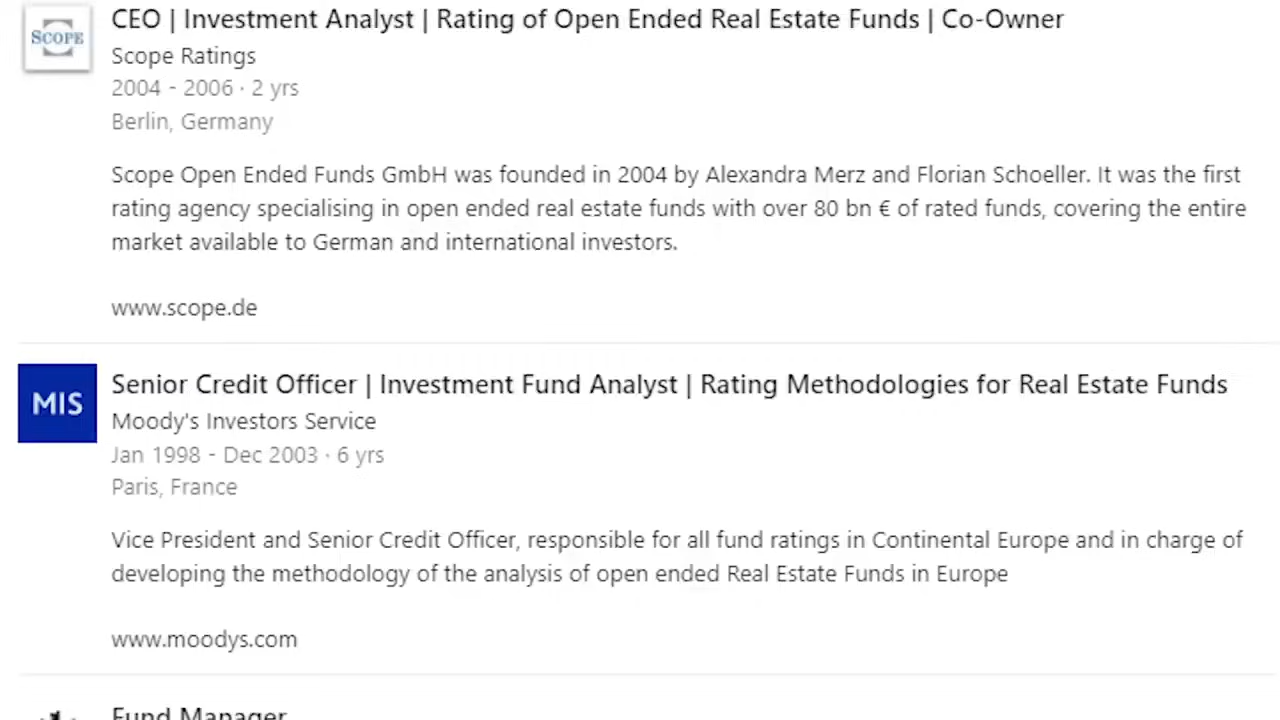 SCOPE
CEO | Investment Analyst | Rating of Open Ended Real Estate Funds | Co-Owner
Scope Ratings
2004 - 2006 · 2 yrs
Berlin, Germany
Scope Open Ended Funds GmbH was founded in 2004 by Alexandra Merz and Florian Schoeller. It was the first
rating agency specialising in open ended real estate funds with over 80 bn € of rated funds, covering the entire
market available to German and international investors.
www.scope.de
MIS
Senior Credit Officer | Investment Fund Analyst | Rating Methodologies for Real Estate Funds
Moody's Investors Service
Jan 1998 - Dec 2003 · 6 yrs
Paris, France
Vice President and Senior Credit Officer, responsible for all fund ratings in Continental Europe and in charge of
developing the methodology of the analysis of open ended Real Estate Funds in Europe
www.moodys.com
Fund Manager